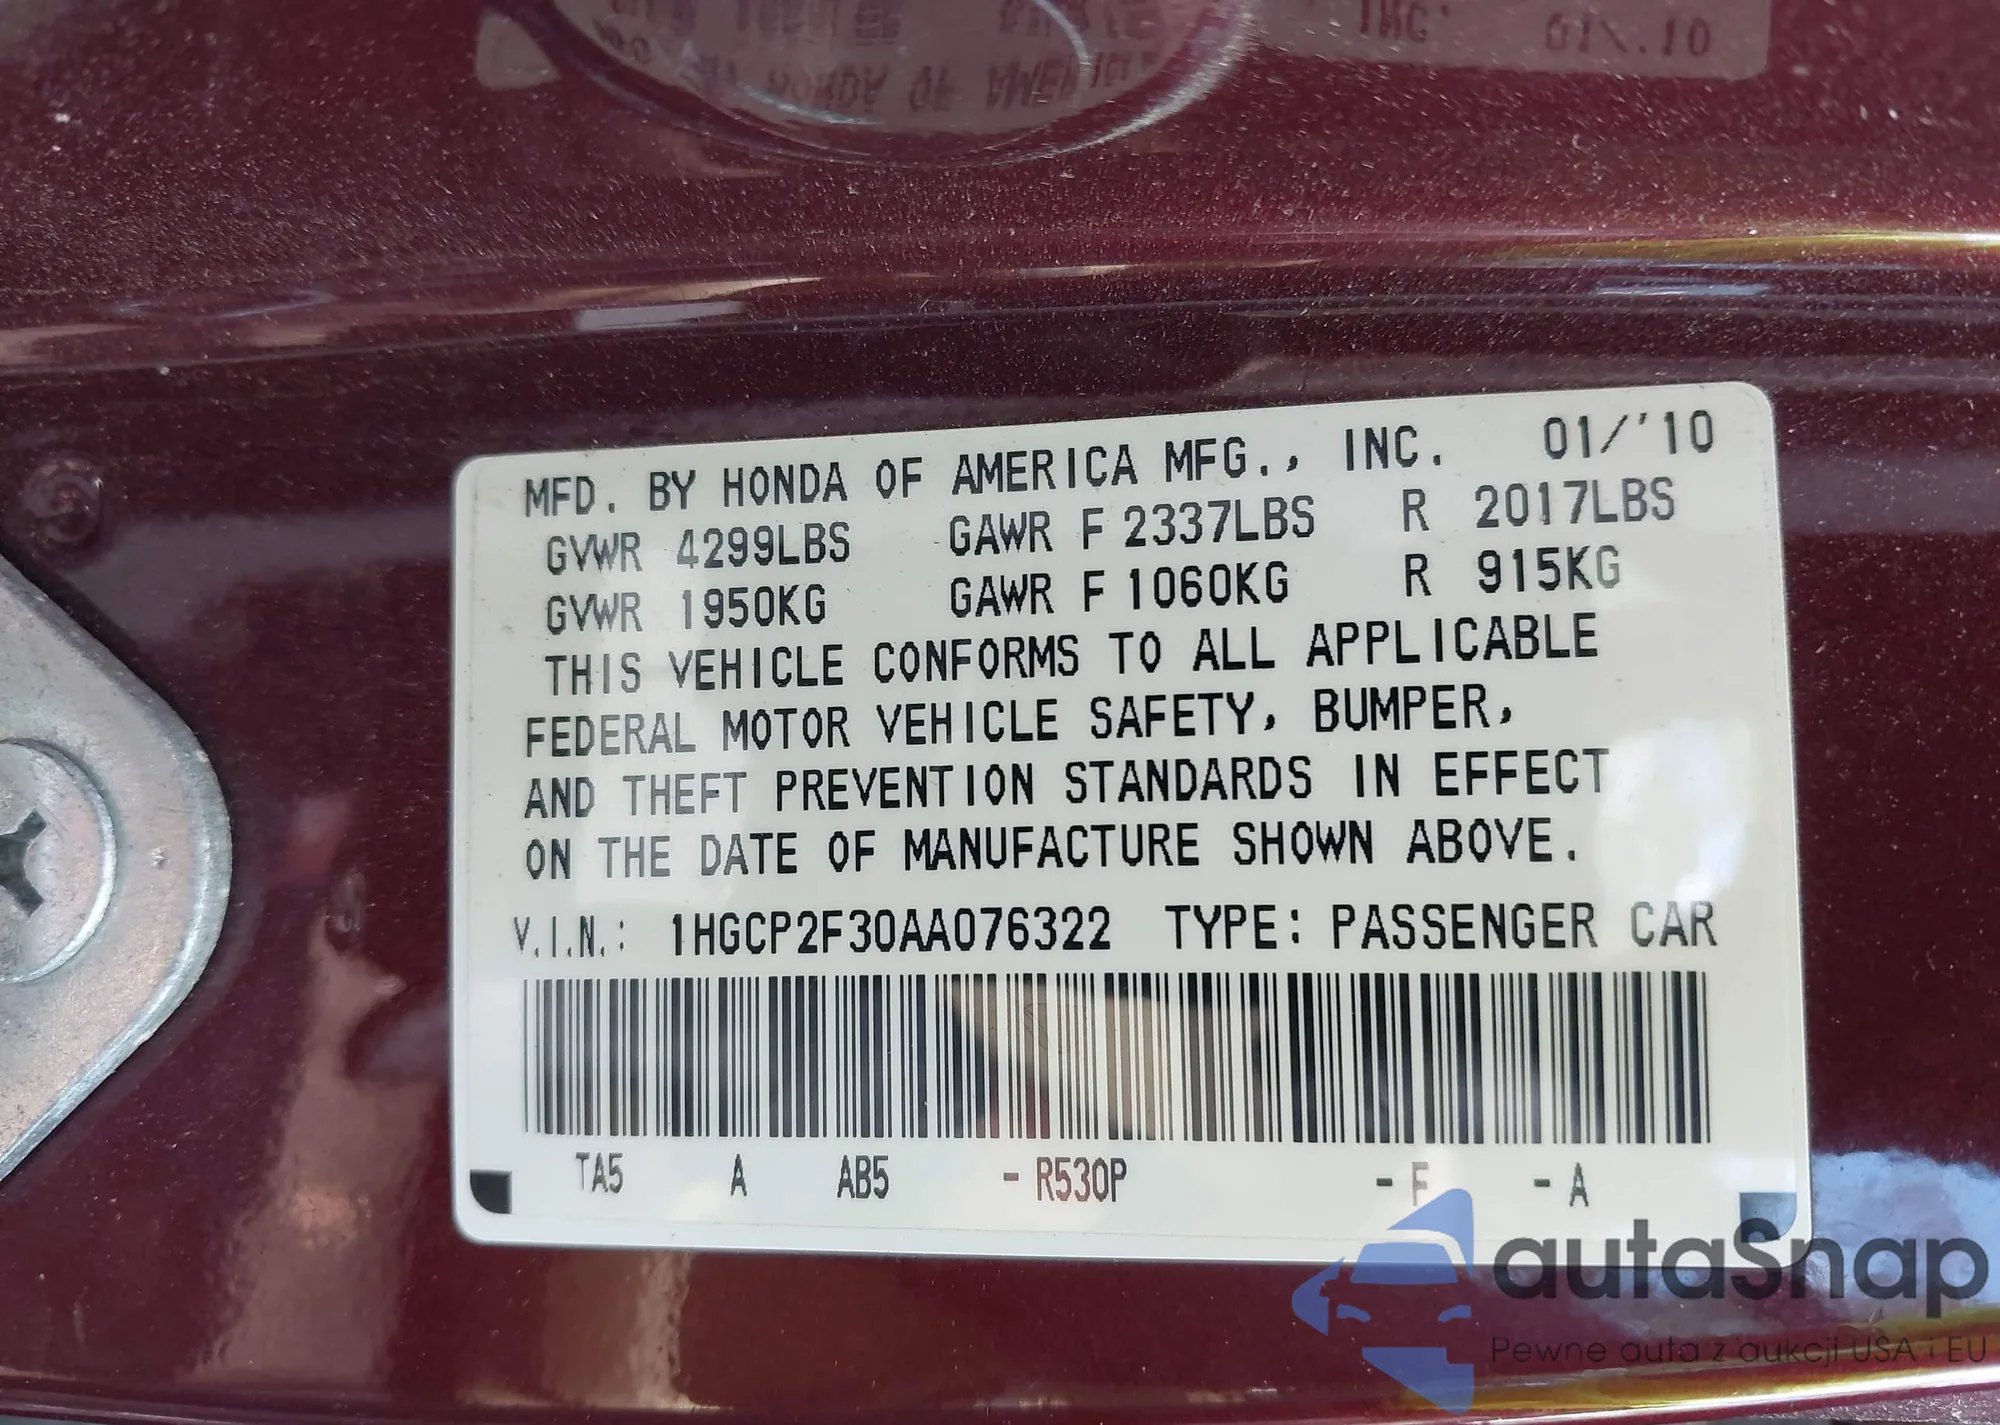 MFD. BY HONDA OF AMERICA MFG., INC. 01/'10
GVWR 4299LBS GAWR F 2337LBS R 2017LBS
GVWR 1950KG GAWR F 1060KG R 915KG
THIS VEHICLE CONFORMS TO ALL APPLICABLE
FEDERAL MOTOR VEHICLE SAFETY, BUMPER,
AND THEFT PREVENTION STANDARDS IN EFFECT
ON THE DATE OF MANUFACTURE SHOWN ABOVE.
V.I.N.: 1HGCP2F30AA076322 TYPE: PASSENGER CAR
TA5 A AB5 - R530P - F - A
autaSnap
Pewne auta z aukcji USA i EU